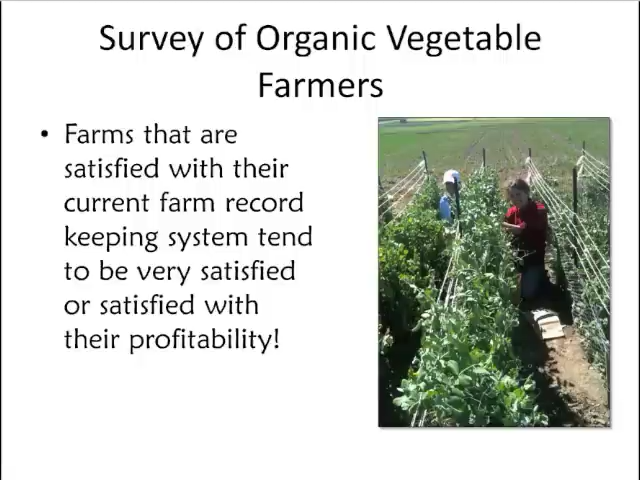 Survey of Organic Vegetable
Farmers
• Farms that are
satisfied with their
current farm record
keeping system tend
to be very satisfied
or satisfied with
their profitability!